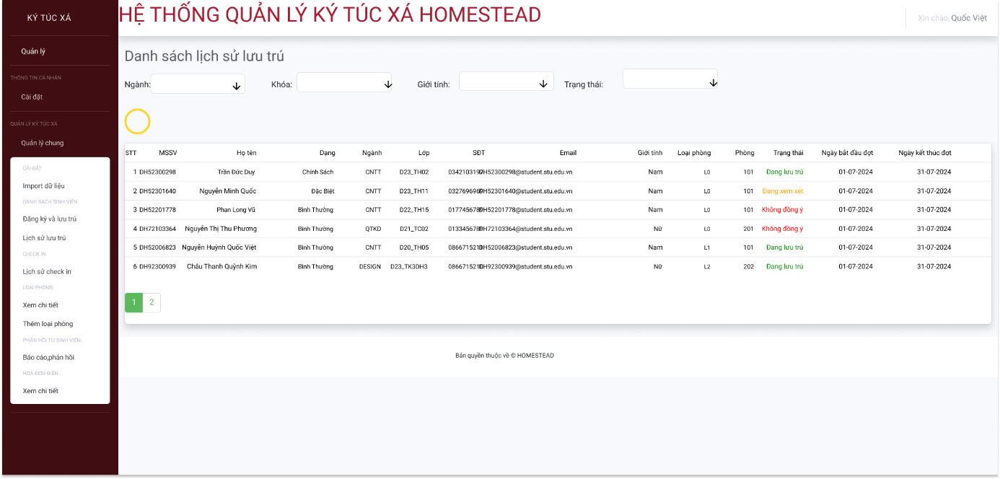 KÝ TÚC XÁ
HỆ THỐNG QUẢN LÝ KÝ TÚC XÁ HOMESTEAD
Xin chào, Quốc Việt
Quản lý
THÔNG TIN CÁ NHÂN
Cài đặt
QUẢN LÝ KÝ TÚC XÁ
Quản lý chung
CÀI ĐẶT
Import dữ liệu
DANH SÁCH SINH VIÊN
Đăng ký và lưu trú
Lịch sử lưu trú
CHECK IN
Lịch sử check in
LOẠI PHÒNG:
Xem chi tiết
Thêm loại phòng
PHẢN HỒI TỪ SINH VIÊN:
Báo cáo,phản hồi
HÓA ĐƠN ĐIỆN :
Xem chi tiết
Danh sách lịch sử lưu trú
Ngành: Khóa: Giới tính: Trạng thái:
STT MSSV Họ tên Dạng Ngành Lớp SĐT Email Giới tính Loại phòng Phòng Trạng thái Ngày bắt đầu đợt Ngày kết thúc đợt
1 DH52300298 Trần Đức Duy Chính Sách CNTT D23_TH02 0342103197 DH52300298@student.stu.edu.vn Nam L0 101 Đang lưu trú 01-07-2024 31-07-2024
2 DH52301640 Nguyễn Minh Quốc Đặc Biệt CNTT D23_TH11 0327696969 DH52301640@student.stu.edu.vn Nam L0 101 Đang xem xét 01-07-2024 31-07-2024
3 DH52201778 Phan Long Vũ Bình Thường CNTT D22_TH15 0177456789 DH52201778@student.stu.edu.vn Nam L0 101 Không đồng ý 01-07-2024 31-07-2024
4 DH72103364 Nguyễn Thị Thu Phương Bình Thường QTKD D21_TC02 0133456789 DH72103364@student.stu.edu.vn Nữ L0 201 Không đồng ý 01-07-2024 31-07-2024
5 DH52006823 Nguyễn Huỳnh Quốc Việt Bình Thường CNTT D20_TH05 0866715211 DH52006823@student.stu.edu.vn Nam L1 101 Đang lưu trú 01-07-2024 31-07-2024
6 DH92300939 Châu Thanh Quỳnh Kim Bình Thường DESIGN D23_TK3DH3 0866715210 DH92300939@student.stu.edu.vn Nữ L2 202 Đang lưu trú 01-07-2024 31-07-2024
1 2
Bản quyền thuộc về © HOMESTEAD